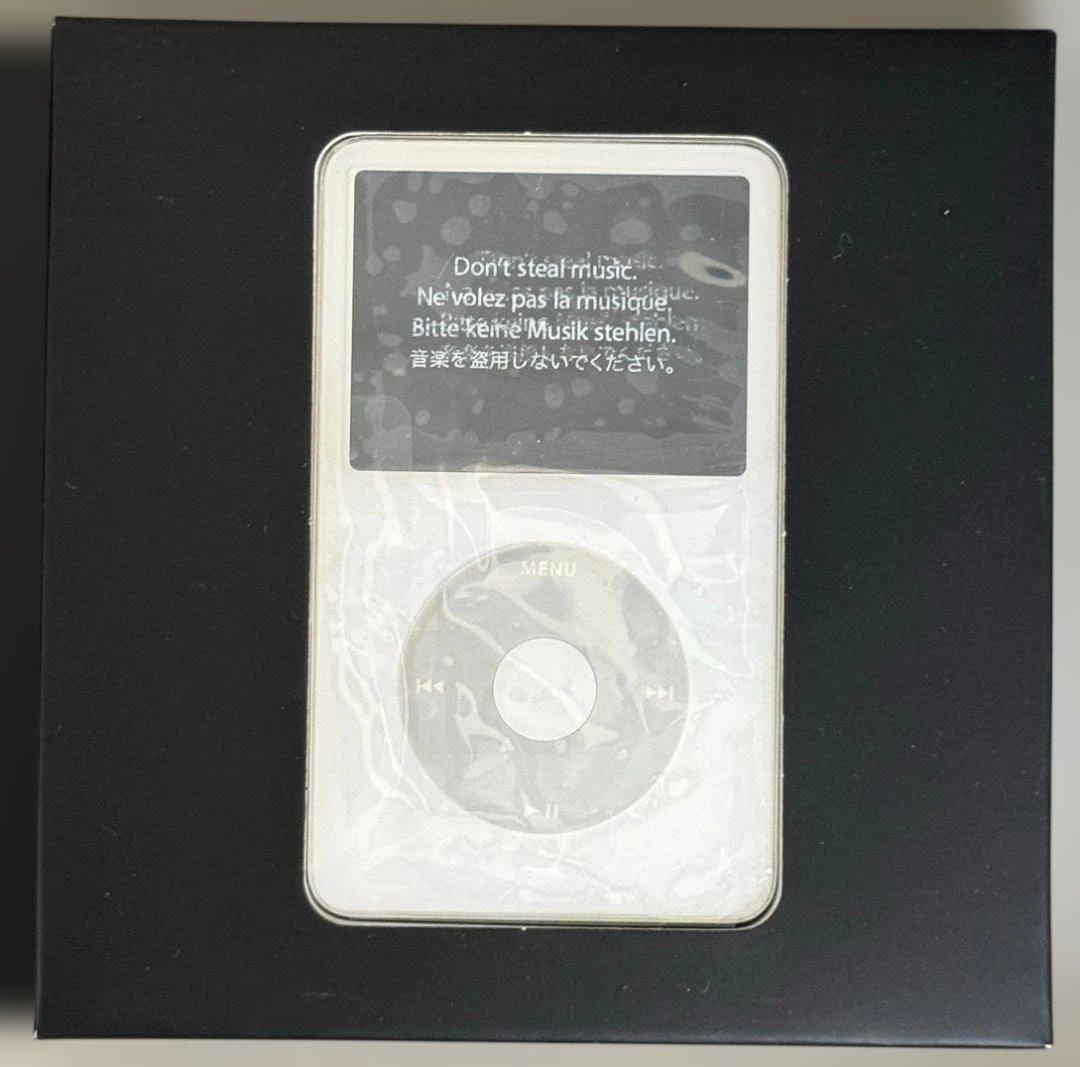 Don't steal music.
Ne volez pas la musique.
Bitte keine Musik stehlen.
音楽を盗用しないでください。
MENU